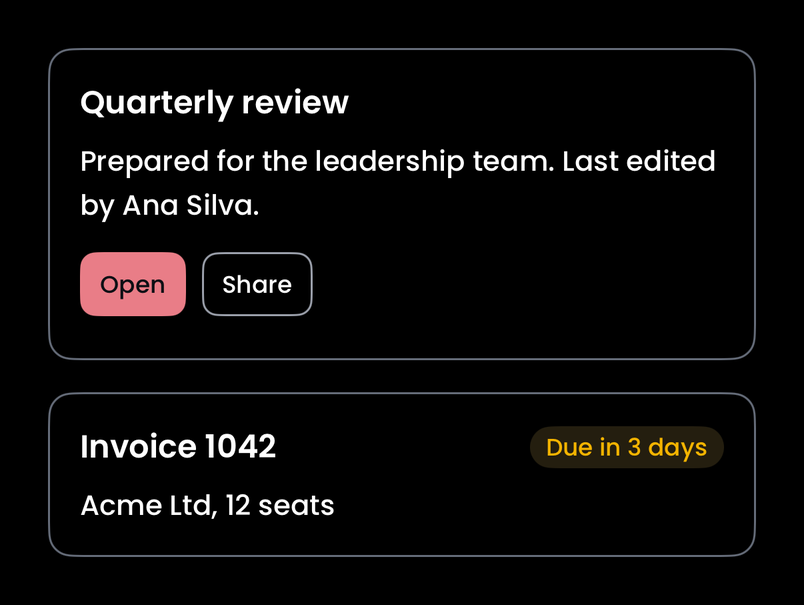 Quarterly review
Prepared for the leadership team. Last edited
by Ana Silva.
Open
Share
Invoice 1042
Due in 3 days
Acme Ltd, 12 seats